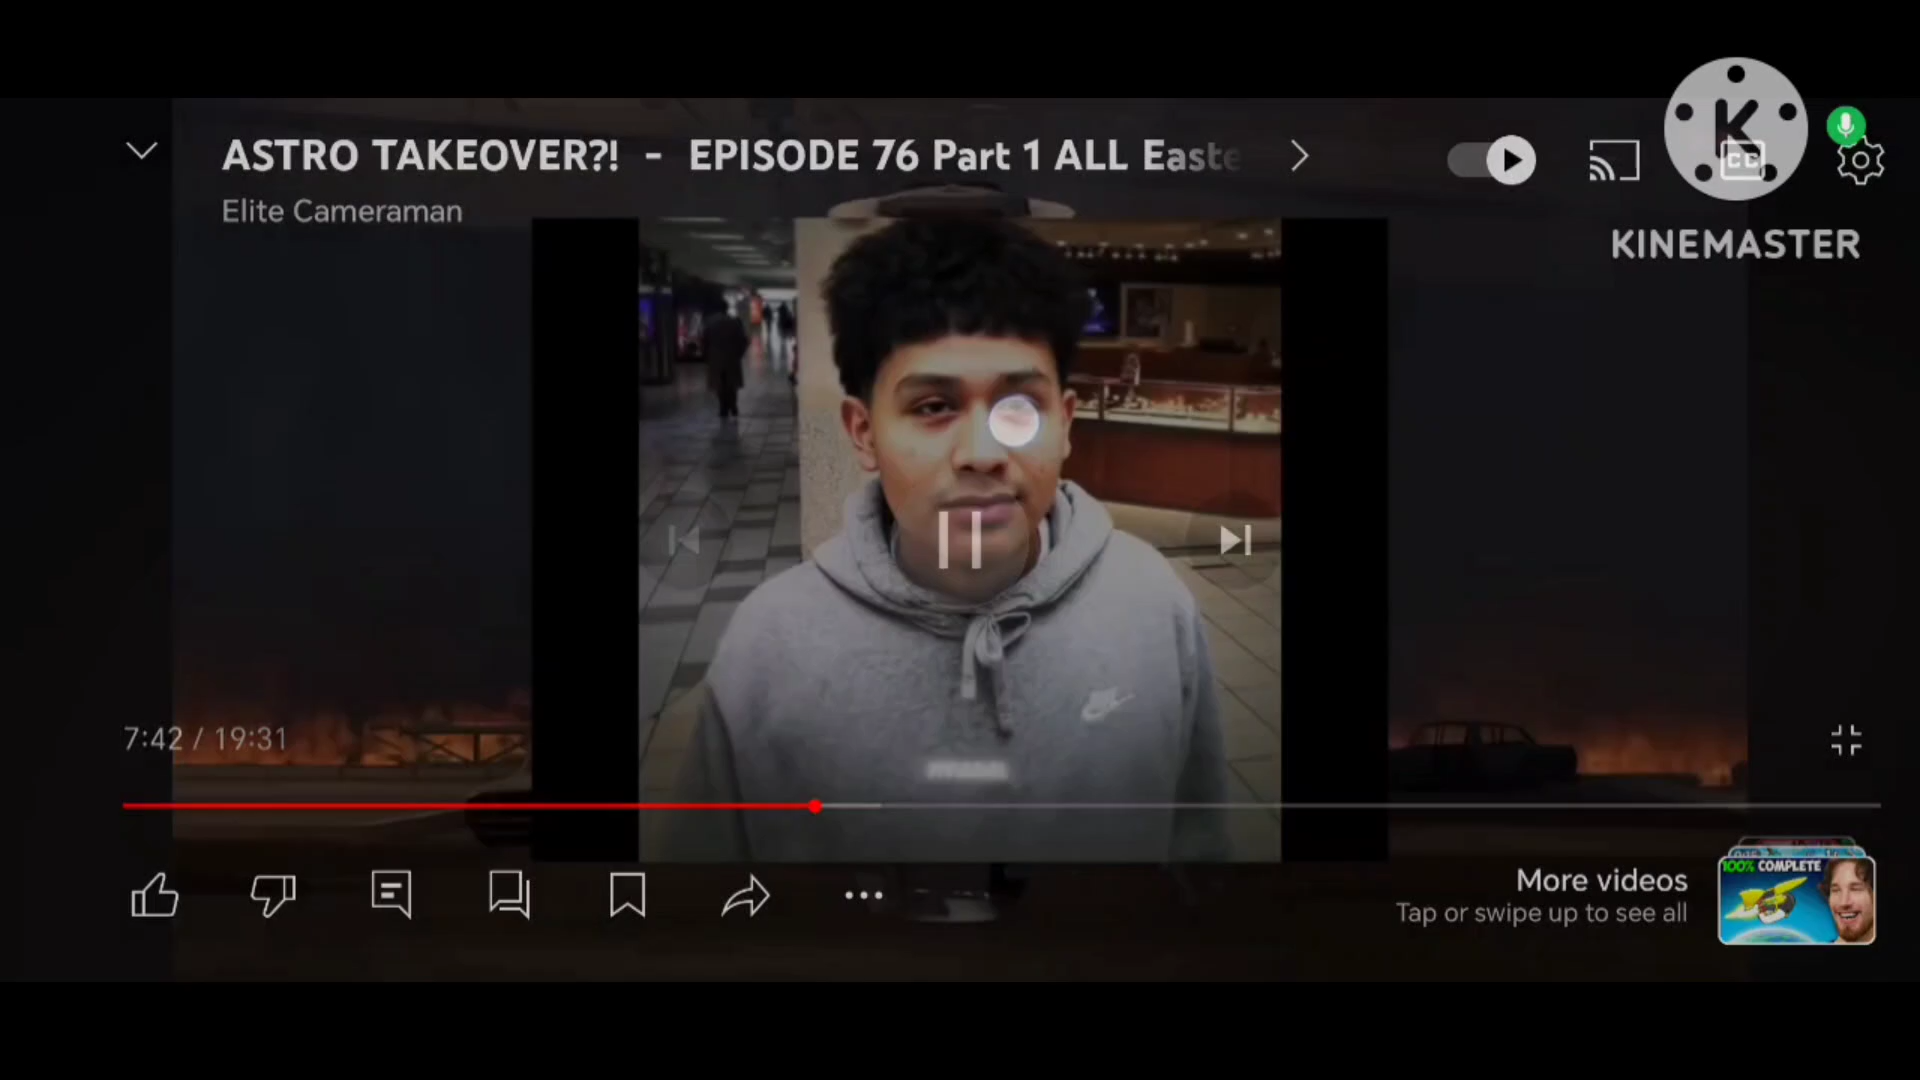 ASTRO TAKEOVER?! - EPISODE 76 Part 1 ALL Easte
Elite Cameraman
K
CC
KINEMASTER
7:42 / 19:31
100% COMPLETE
More videos
Tap or swipe up to see all